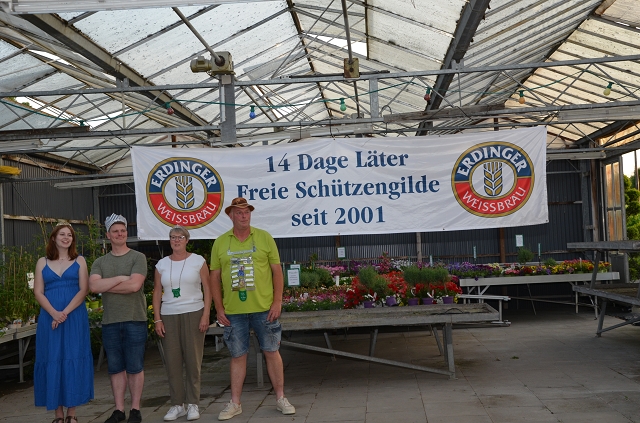 ERDINGER
WEISSBRÄU
14 Dage Läter
Freie Schützengilde
seit 2001
ERDINGER
WEISSBRÄU